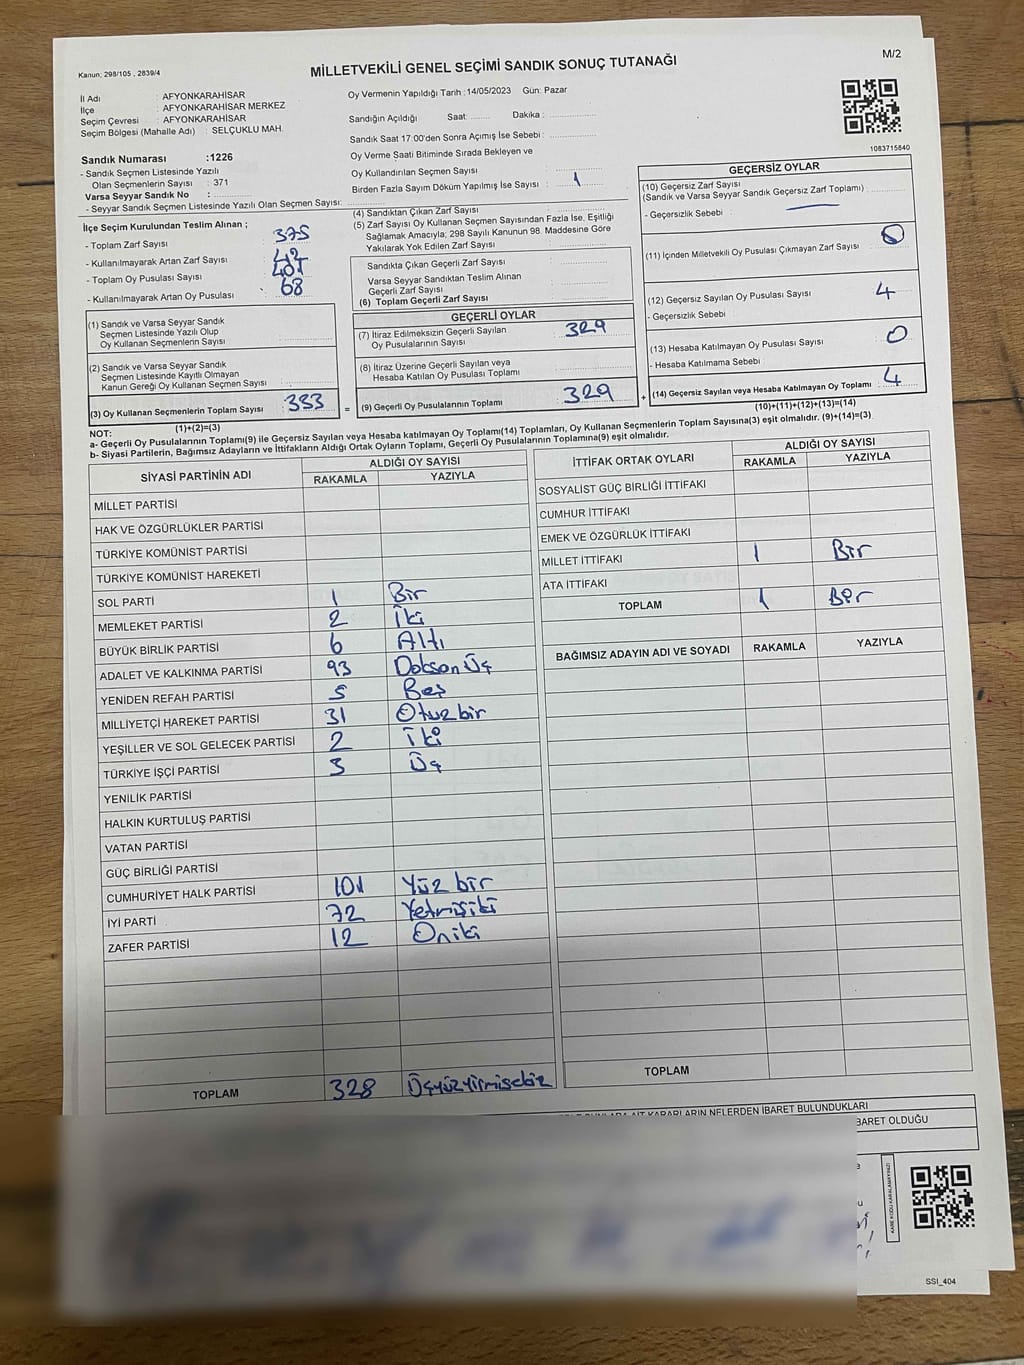 Kanun: 298/105 , 2839/4
MİLLETVEKİLİ GENEL SEÇİMİ SANDIK SONUÇ TUTANAĞI
M/2
İl Adı : AFYONKARAHİSAR
İlçe : AFYONKARAHİSAR MERKEZ
Seçim Çevresi : AFYONKARAHİSAR
Seçim Bölgesi (Mahalle Adı) : SELÇUKLU MAH.
Sandık Numarası :1226
- Sandık Seçmen Listesinde Yazılı
Olan Seçmenlerin Sayısı : 371
Varsa Seyyar Sandık No :
- Seyyar Sandık Seçmen Listesinde Yazılı Olan Seçmen Sayısı:
Oy Vermenin Yapıldığı Tarih :14/05/2023 Gün: Pazar
Sandığın Açıldığı Saat: Dakika :
Sandık Saat 17:00'den Sonra Açımış İse Sebebi :
Oy Verme Saati Bitiminde Sırada Bekleyen ve
Oy Kullandırılan Seçmen Sayısı :
Birden Fazla Sayım Döküm Yapılmış İse Sayısı : 1
1083715840
İlçe Seçim Kurulundan Teslim Alınan ;
- Toplam Zarf Sayısı : 375
- Kullanılmayarak Artan Zarf Sayısı : 42
- Toplam Oy Pusulası Sayısı : 401
- Kullanılmayarak Artan Oy Pusulası : 68
(1) Sandık ve Varsa Seyyar Sandık
Seçmen Listesinde Yazılı Olup
Oy Kullanan Seçmenlerin Sayısı :
(2) Sandık ve Varsa Seyyar Sandık
Seçmen Listesinde Kayıtlı Olmayan
Kanun Gereği Oy Kullanan Seçmen Sayısı :
(3) Oy Kullanan Seçmenlerin Toplam Sayısı : 333
(1)+(2)=(3)
(4) Sandıktan Çıkan Zarf Sayısı :
(5) Zarf Sayısı Oy Kullanan Seçmen Sayısından Fazla İse, Eşitliği
Sağlamak Amacıyla; 298 Sayılı Kanunun 98. Maddesine Göre
Yakılarak Yok Edilen Zarf Sayısı :
Sandıkta Çıkan Geçerli Zarf Sayısı :
Varsa Seyyar Sandıktan Teslim Alınan
Geçerli Zarf Sayısı :
(6) Toplam Geçerli Zarf Sayısı :
=
GEÇERLİ OYLAR
(7) İtiraz Edilmeksizin Geçerli Sayılan
Oy Pusulalarının Sayısı : 329
(8) İtiraz Üzerine Geçerli Sayılan veya
Hesaba Katılan Oy Pusulası Toplamı :
(9) Geçerli Oy Pusulalarının Toplamı : 329
+
GEÇERSİZ OYLAR
(10) Geçersiz Zarf Sayısı
(Sandık ve Varsa Seyyar Sandık Geçersiz Zarf Toplamı) :
- Geçersizlik Sebebi :
(11) İçinden Milletvekili Oy Pusulası Çıkmayan Zarf Sayısı : 0
(12) Geçersiz Sayılan Oy Pusulası Sayısı : 4
- Geçersizlik Sebebi :
(13) Hesaba Katılmayan Oy Pusulası Sayısı : 0
- Hesaba Katılmama Sebebi :
(14) Geçersiz Sayılan veya Hesaba Katılmayan Oy Toplamı : 4
(10)+(11)+(12)+(13)=(14)
NOT:
a- Geçerli Oy Pusulalarının Toplamı(9) ile Geçersiz Sayılan veya Hesaba katılmayan Oy Toplamı(14) Toplamları, Oy Kullanan Seçmenlerin Toplam Sayısına(3) eşit olmalıdır. (9)+(14)=(3)
b- Siyasi Partilerin, Bağımsız Adayların ve İttifakların Aldığı Ortak Oyların Toplamı, Geçerli Oy Pusulalarının Toplamına(9) eşit olmalıdır.
SİYASİ PARTİNİN ADI ALDIĞI OY SAYISI
RAKAMLA YAZIYLA
MİLLET PARTİSİ
HAK VE ÖZGÜRLÜKLER PARTİSİ
TÜRKİYE KOMÜNİST PARTİSİ
TÜRKİYE KOMÜNİST HAREKETİ
SOL PARTİ 1 Bir
MEMLEKET PARTİSİ 2 İki
BÜYÜK BİRLİK PARTİSİ 6 Altı
ADALET VE KALKINMA PARTİSİ 93 Doksan Üç
YENİDEN REFAH PARTİSİ 5 Beş
MİLLİYETÇİ HAREKET PARTİSİ 31 Otuz bir
YEŞİLLER VE SOL GELECEK PARTİSİ 2 İki
TÜRKİYE İŞÇİ PARTİSİ 3 Üç
YENİLİK PARTİSİ
HALKIN KURTULUŞ PARTİSİ
VATAN PARTİSİ
GÜÇ BİRLİĞİ PARTİSİ
CUMHURİYET HALK PARTİSİ 101 Yüz bir
İYİ PARTİ 72 Yetmişiki
ZAFER PARTİSİ 12 Oniki
TOPLAM 328 Üçyüzyirmisekiz
İTTİFAK ORTAK OYLARI ALDIĞI OY SAYISI
RAKAMLA YAZIYLA
SOSYALİST GÜÇ BİRLİĞİ İTTİFAKI
CUMHUR İTTİFAKI
EMEK VE ÖZGÜRLÜK İTTİFAKI
MİLLET İTTİFAKI 1 Bir
ATA İTTİFAKI
TOPLAM 1 Bir
BAĞIMSIZ ADAYIN ADI VE SOYADI RAKAMLA YAZIYLA
TOPLAM
KARARLARIN NELERDEN İBARET BULUNDUKLARI
BARET OLDUĞU
SSI_404